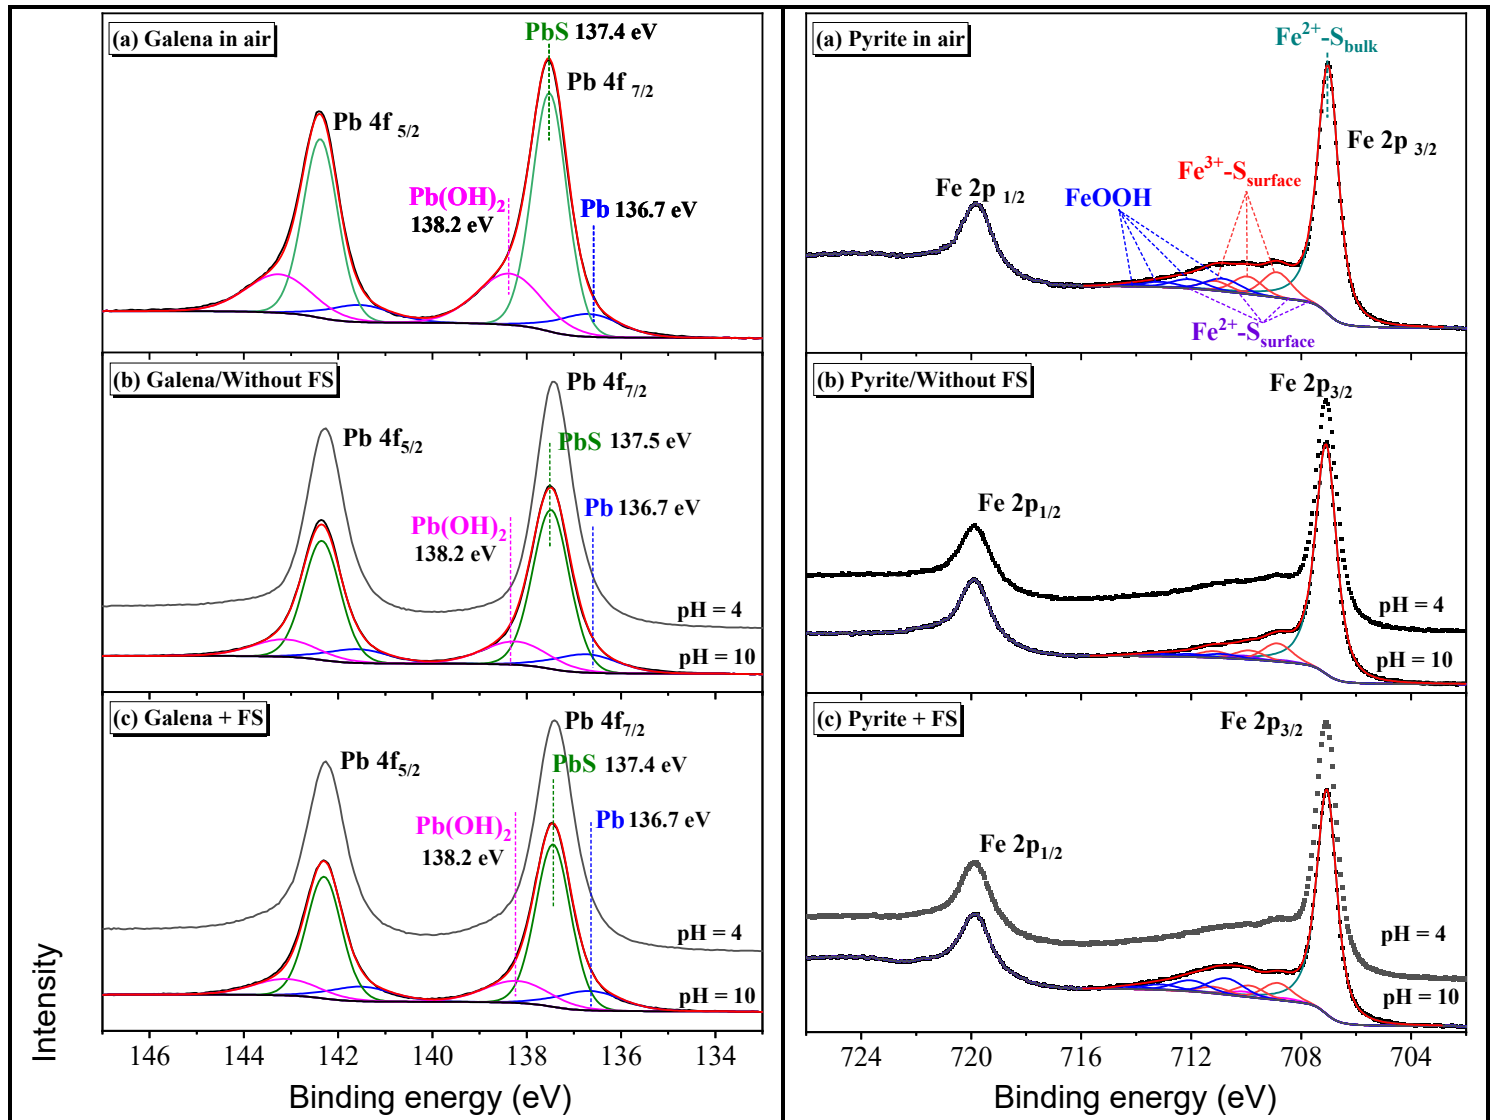 (a) Galena in air
PbS 137.4 eV
Pb 4f 7/2
Pb 4f 5/2
Pb(OH)2
138.2 eV
Pb 136.7 eV
(b) Galena/Without FS
Pb 4f7/2
Pb 4f5/2
PbS 137.5 eV
Pb(OH)2
138.2 eV
Pb 136.7 eV
pH = 4
pH = 10
(c) Galena + FS
Pb 4f7/2
Pb 4f5/2
PbS 137.4 eV
Pb(OH)2
138.2 eV
Pb 136.7 eV
pH = 4
pH = 10
Intensity
146 144 142 140 138 136 134
Binding energy (eV)
(a) Pyrite in air
Fe2+-Sbulk
Fe 2p 3/2
Fe3+-Ssurface
Fe 2p 1/2
FeOOH
Fe2+-Ssurface
(b) Pyrite/Without FS
Fe 2p3/2
Fe 2p1/2
pH = 4
pH = 10
(c) Pyrite + FS
Fe 2p3/2
Fe 2p1/2
pH = 4
pH = 10
724 720 716 712 708 704
Binding energy (eV)